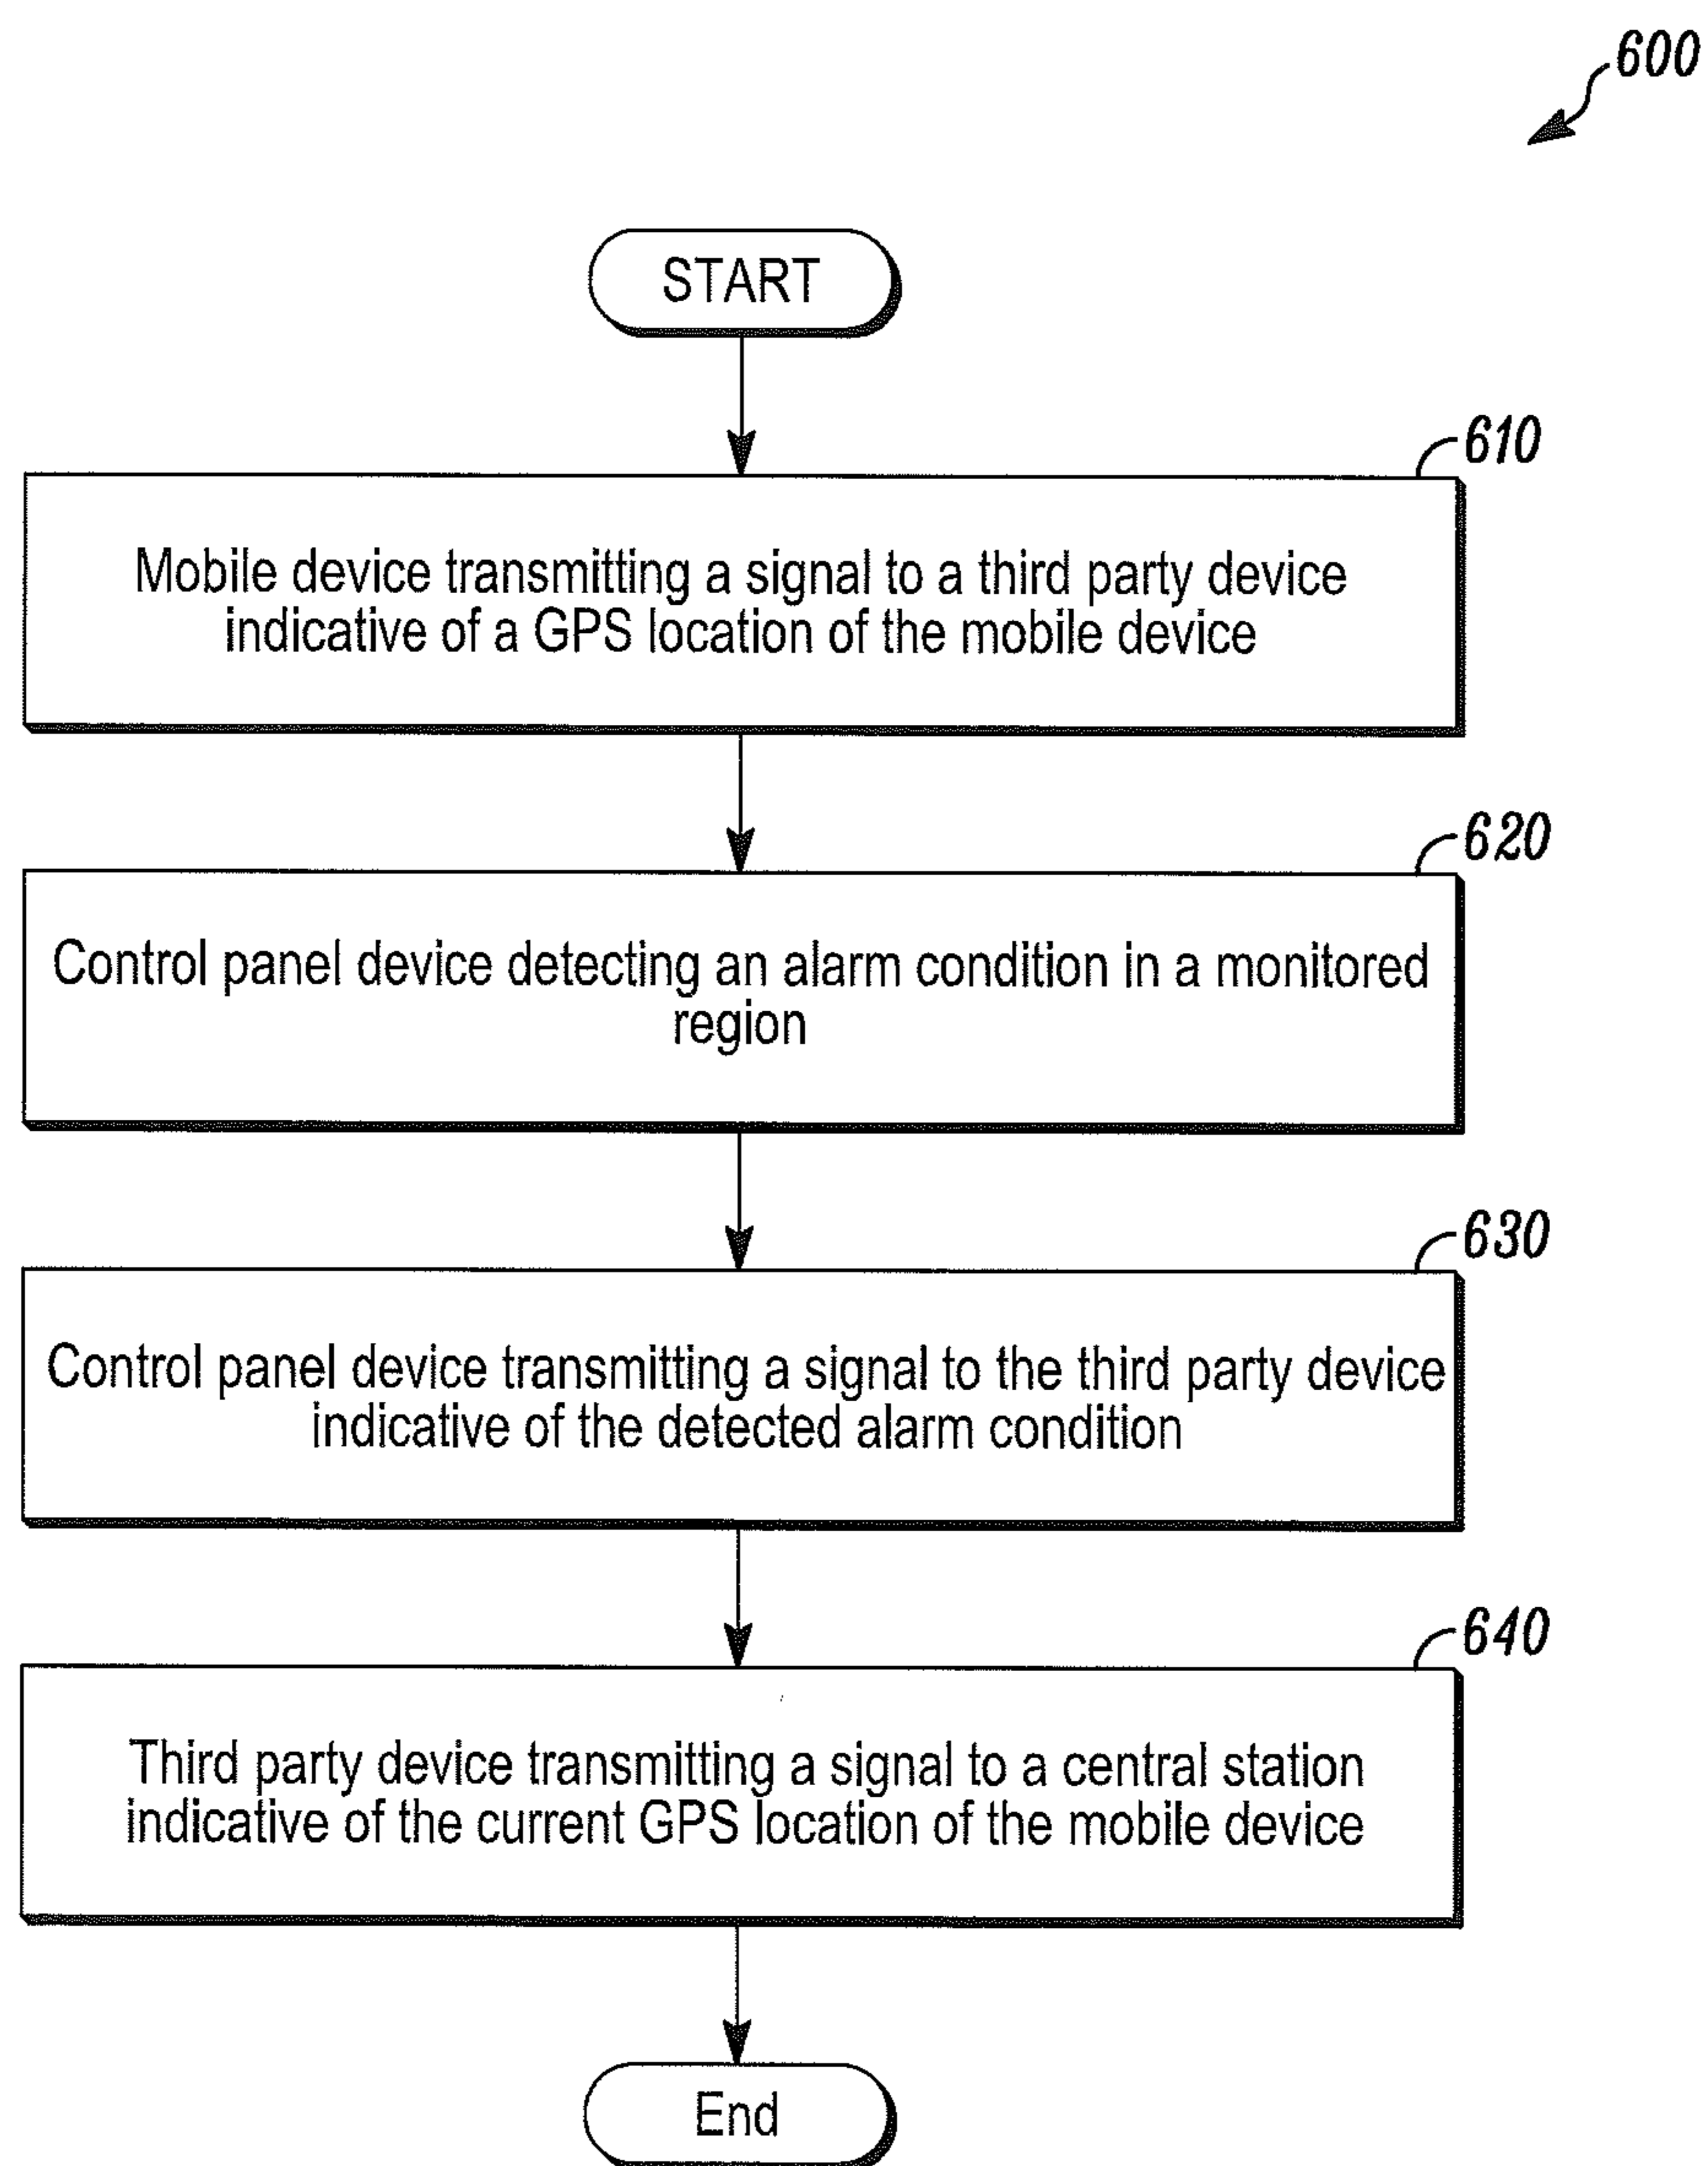 600
START
610
Mobile device transmitting a signal to a third party device
indicative of a GPS location of the mobile device
620
Control panel device detecting an alarm condition in a monitored
region
630
Control panel device transmitting a signal to the third party device
indicative of the detected alarm condition
640
Third party device transmitting a signal to a central station
indicative of the current GPS location of the mobile device
End